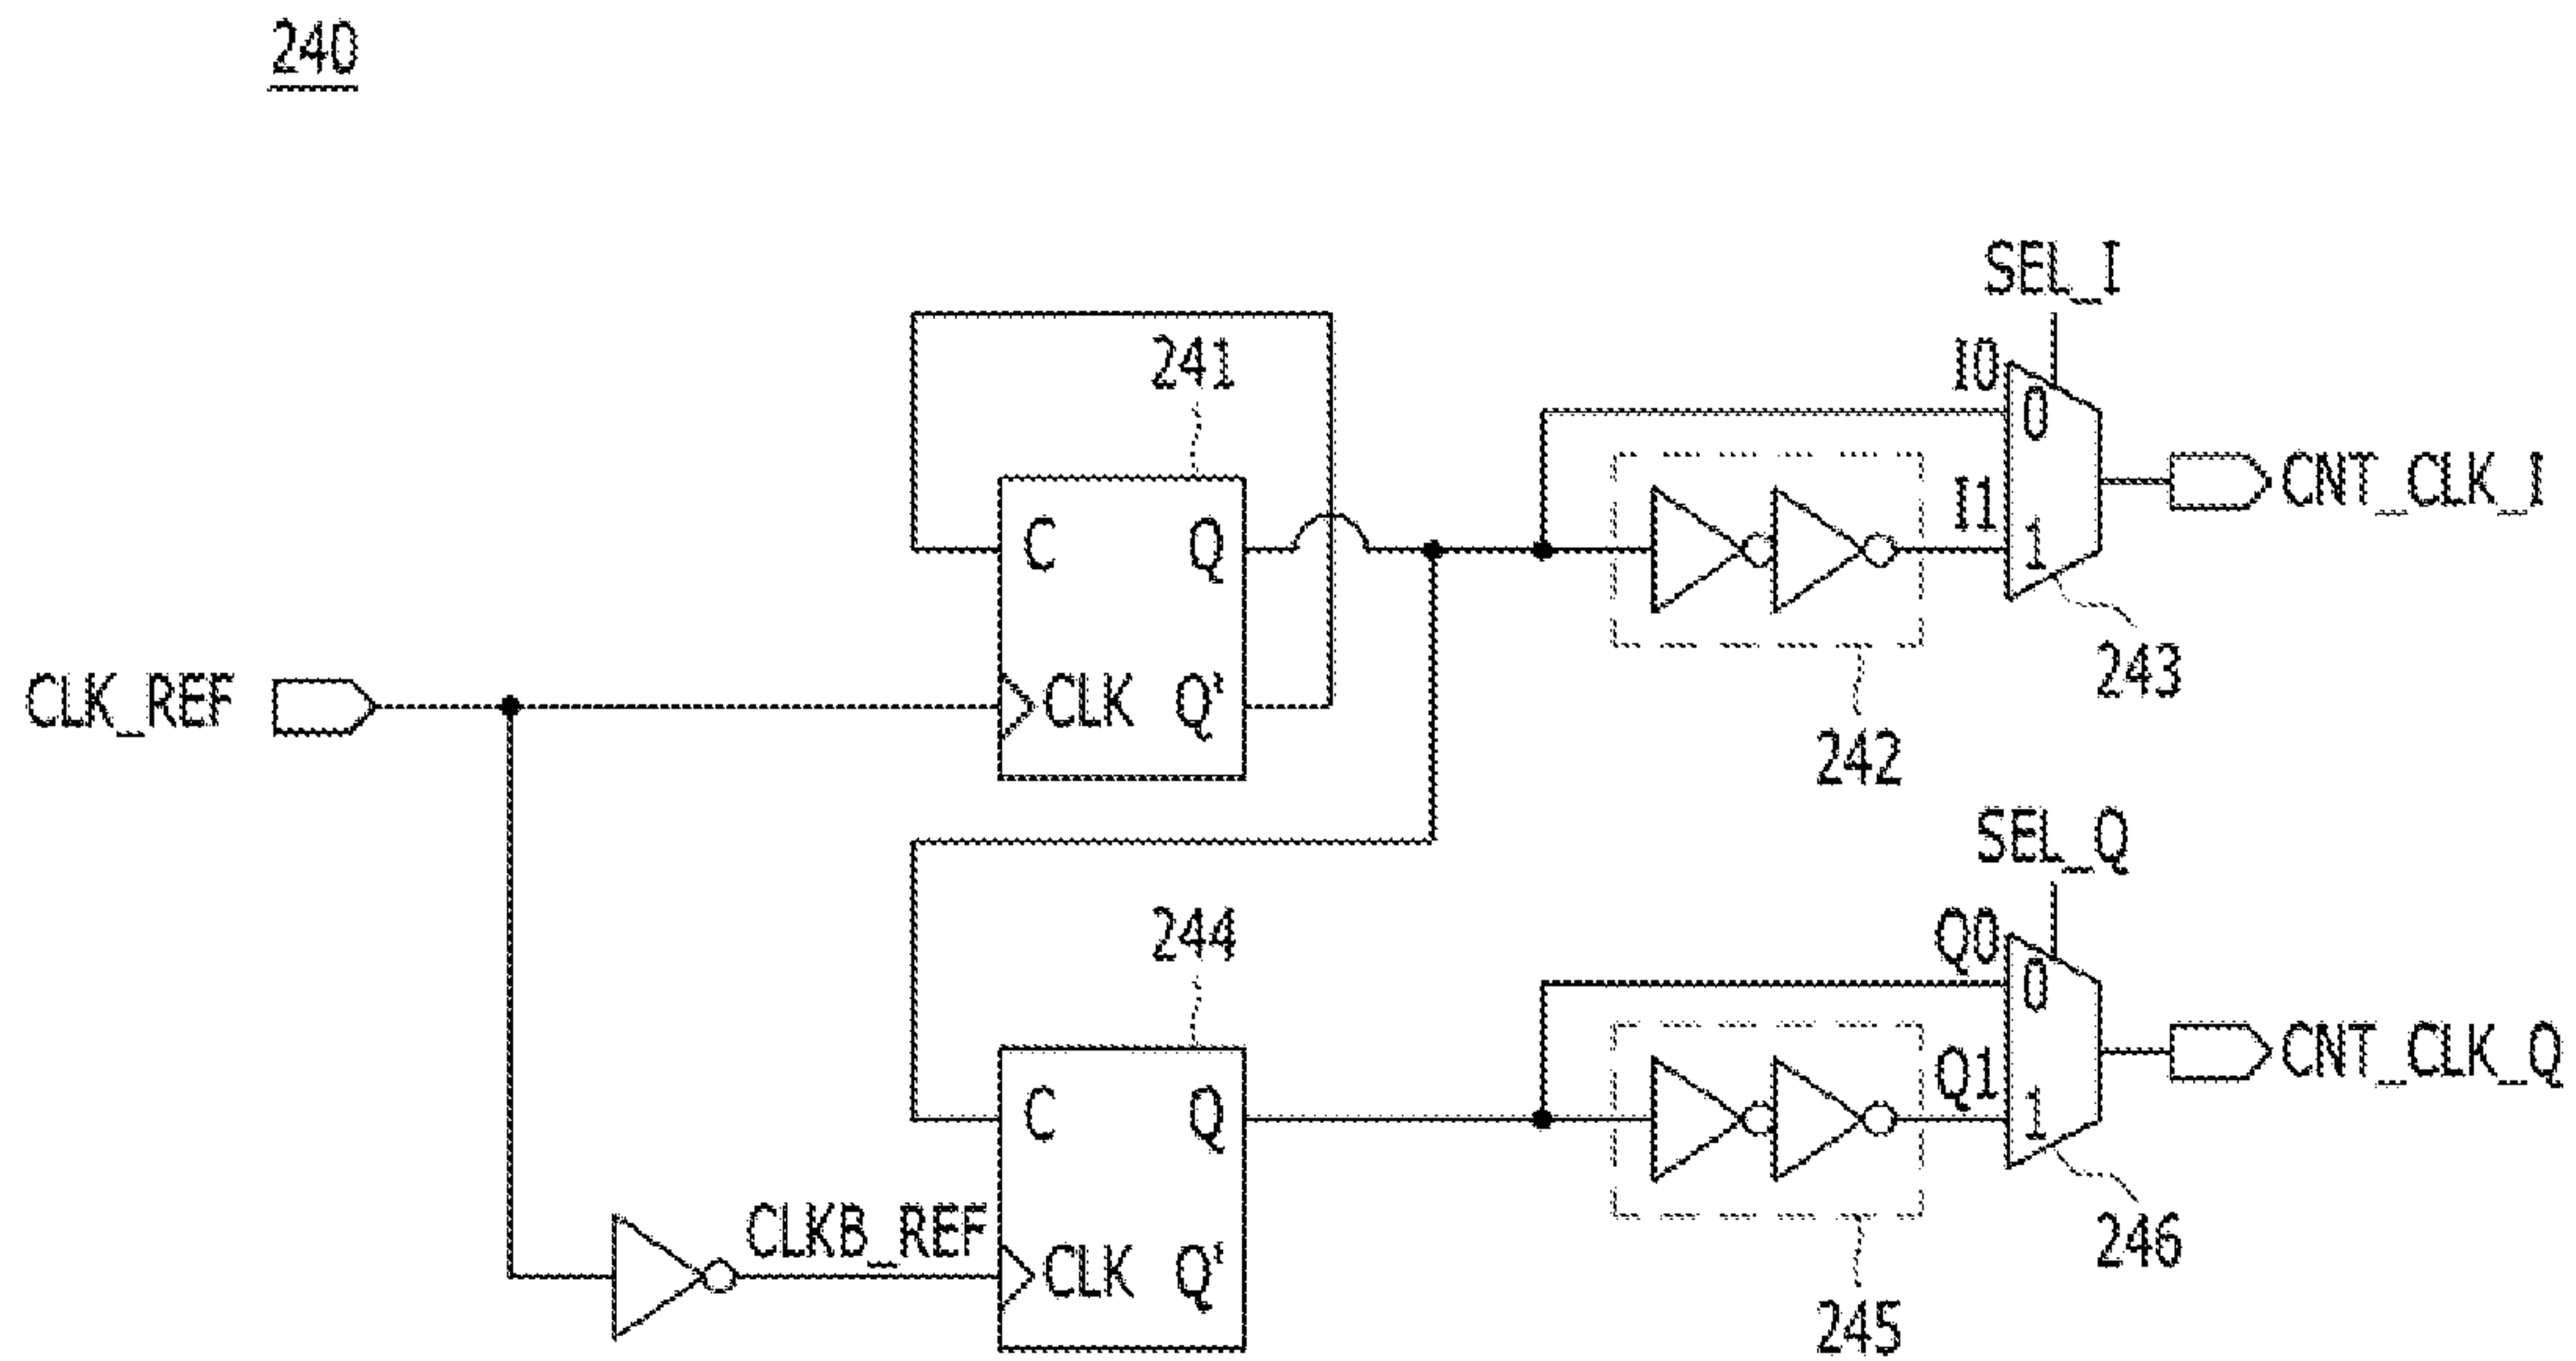 240
SEL_I
241
I0
0
C
Q
I1
1
CNT_CLK_I
CLK_REF
CLK
Q'
243
242
SEL_Q
244
Q0
0
C
Q
Q1
1
CNT_CLK_Q
CLKB_REF
CLK
Q'
246
245